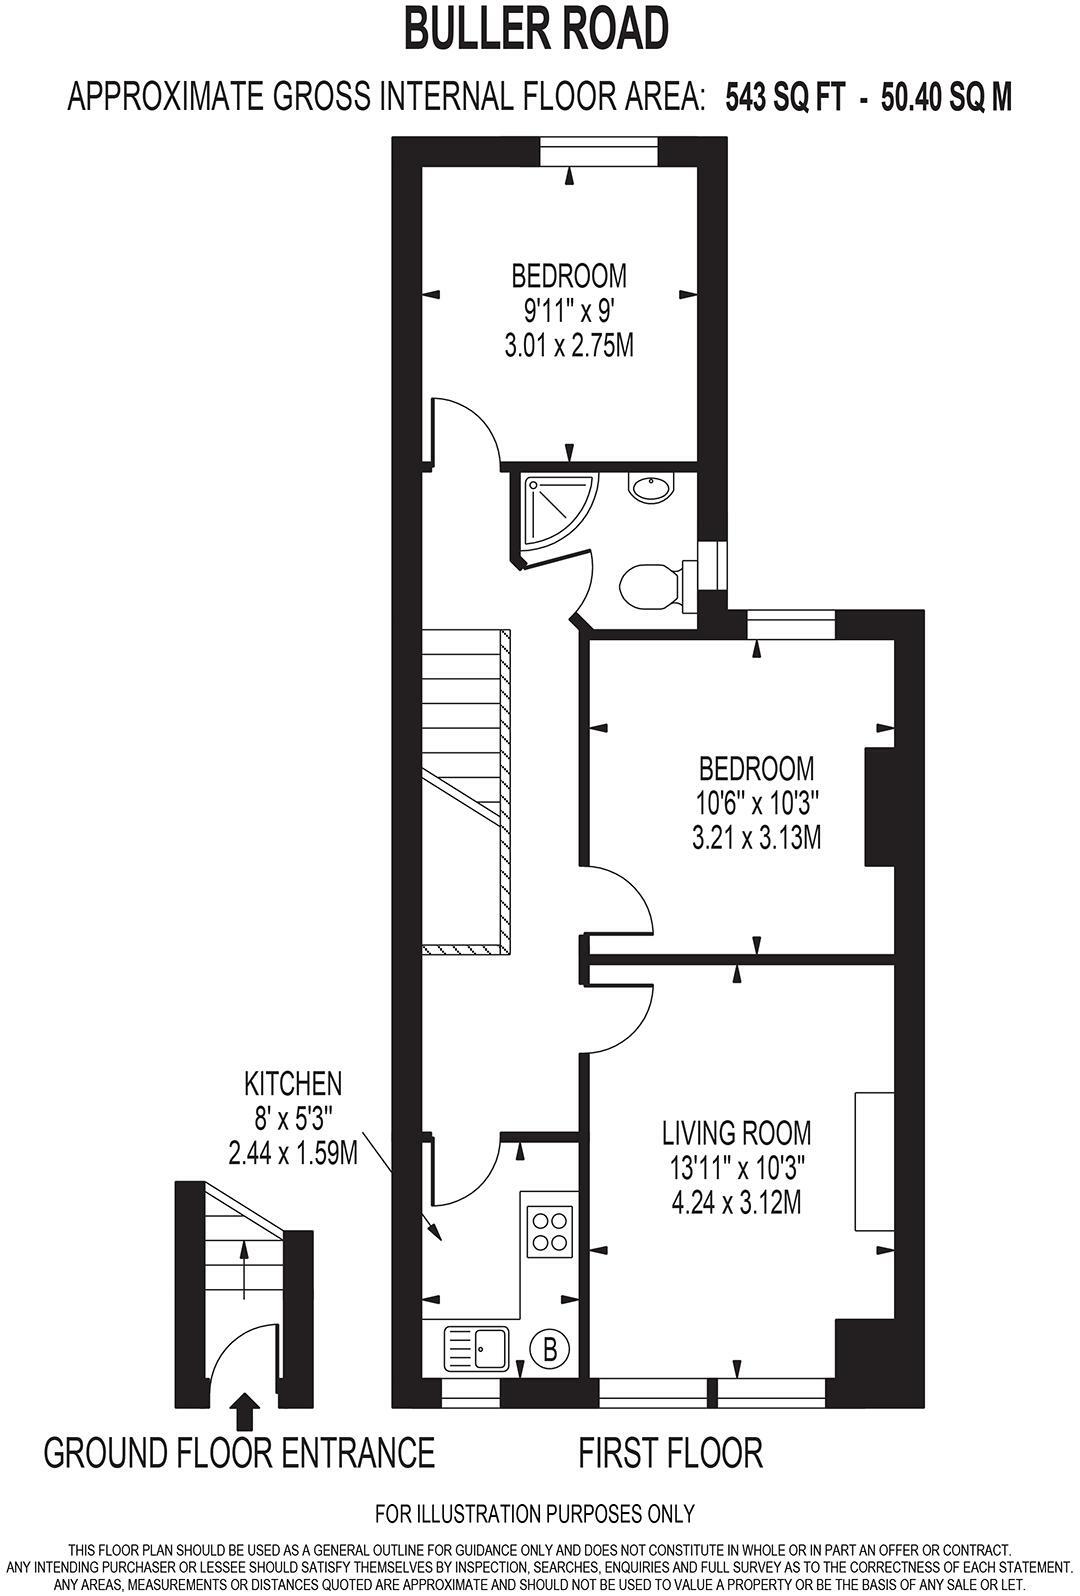 BULLER ROAD
APPROXIMATE GROSS INTERNAL FLOOR AREA: 543 SQ FT - 50.40 SQ M
BEDROOM
9'11" x 9'
3.01 x 2.75M
BEDROOM
10'6" x 10'3"
3.21 x 3.13M
KITCHEN
8' x 5'3"
2.44 x 1.59M
LIVING ROOM
13'11" x 10'3"
4.24 x 3.12M
B
GROUND FLOOR ENTRANCE
FIRST FLOOR
FOR ILLUSTRATION PURPOSES ONLY
THIS FLOOR PLAN SHOULD BE USED AS A GENERAL OUTLINE FOR GUIDANCE ONLY AND DOES NOT CONSTITUTE IN WHOLE OR IN PART AN OFFER OR CONTRACT.
ANY INTENDING PURCHASER OR LESSEE SHOULD SATISFY THEMSELVES BY INSPECTION, SEARCHES, ENQUIRIES AND FULL SURVEY AS TO THE CORRECTNESS OF EACH STATEMENT.
ANY AREAS, MEASUREMENTS OR DISTANCES QUOTED ARE APPROXIMATE AND SHOULD NOT BE USED TO VALUE A PROPERTY OR BE THE BASIS OF ANY SALE OR LET.